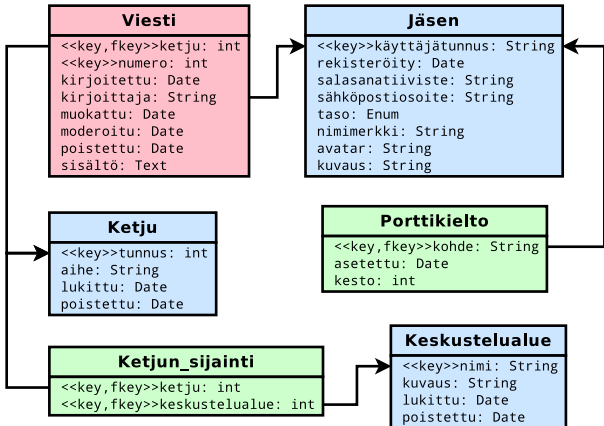 Viesti
<<key,fkey>>ketju: int
<<key>>numero: int
kirjoitettu: Date
kirjoittaja: String
muokattu: Date
moderoitu: Date
poistettu: Date
sisältö: Text
Jäsen
<<key>>käyttäjätunnus: String
rekisteröity: Date
salasanatiiviste: String
sähköpostiosoite: String
taso: Enum
nimimerkki: String
avatar: String
kuvaus: String
Ketju
<<key>>tunnus: int
aihe: String
lukittu: Date
poistettu: Date
Porttikielto
<<key,fkey>>kohde: String
asetettu: Date
kesto: int
Ketjun_sijainti
<<key,fkey>>ketju: int
<<key,fkey>>keskustelualue: int
Keskustelualue
<<key>>nimi: String
kuvaus: String
lukittu: Date
poistettu: Date